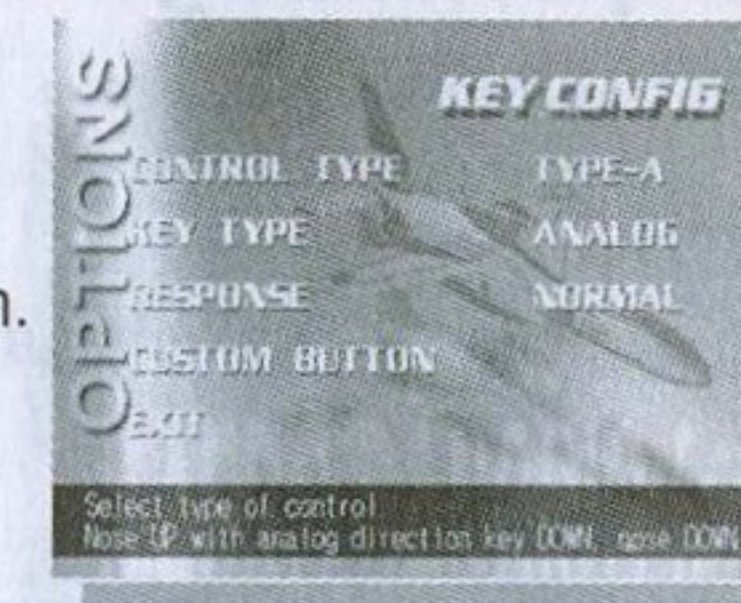 n.
OPTIONS
KEY CONFIG
CONTROL TYPE TYPE-A
KEY TYPE ANALOG
RESPONSE NORMAL
CUSTOM BUTTON
EXIT
Select type of control
Nose UP with analog direction key DOWN, nose DOWN